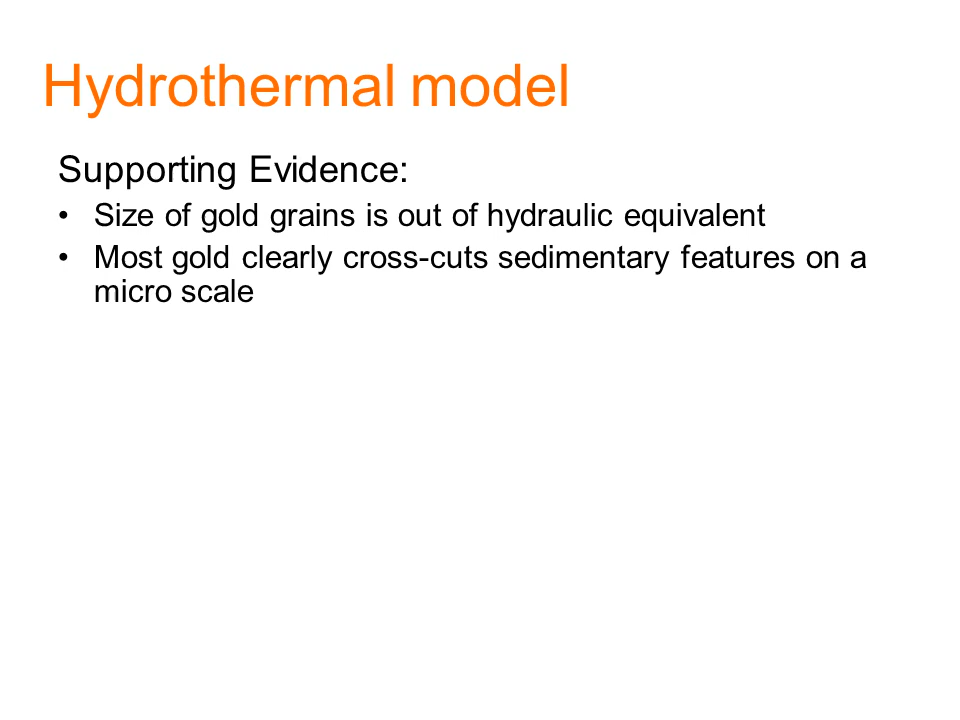 Hydrothermal model
Supporting Evidence:
• Size of gold grains is out of hydraulic equivalent
• Most gold clearly cross-cuts sedimentary features on a
micro scale